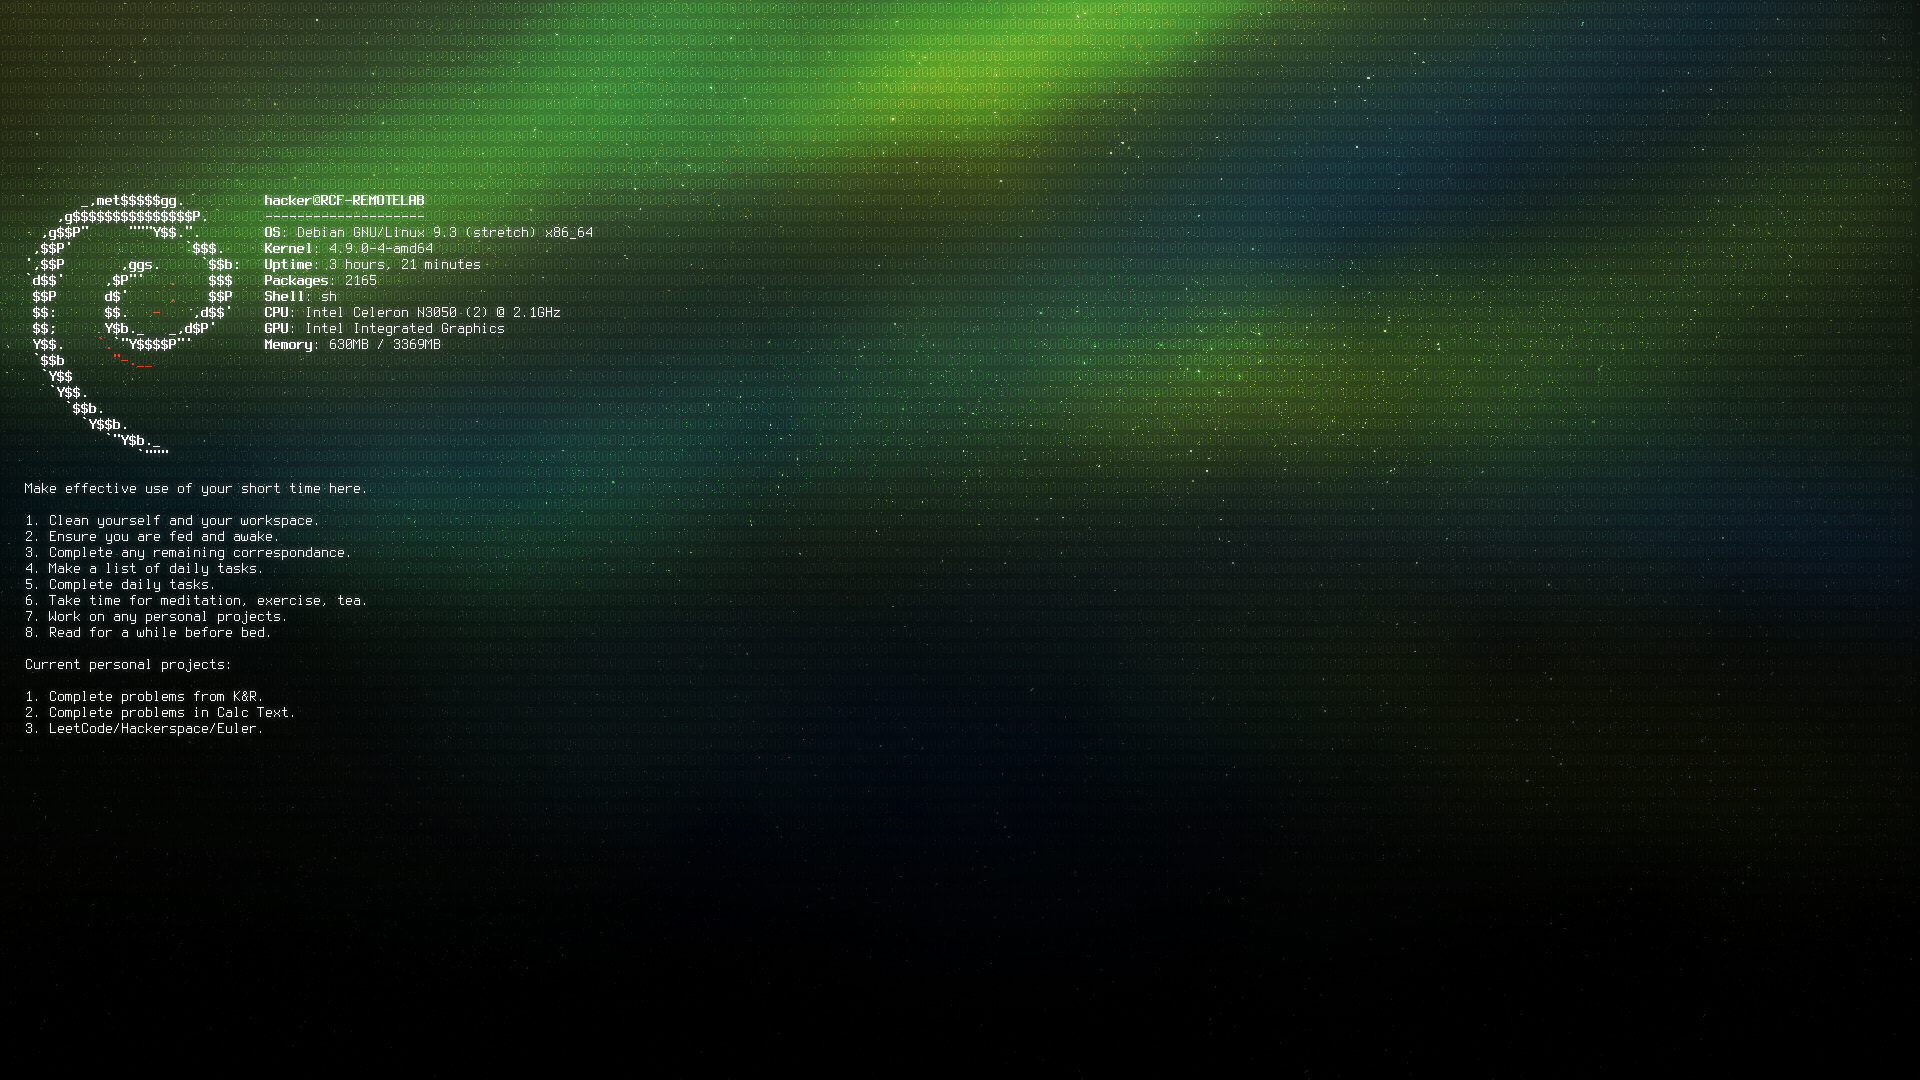 _,met$$$$$gg.
,g$$$$$$$$$$$$$$$P.
,g$$P"     """Y$$.".
,$$P'              `$$$.
',$$P       ,ggs.     `$$b:
`d$$'     ,$P"'   .    $$$
$$P      d$'     ,    $$P
$$:      $$.   -    ,d$$'
$$;      Y$b._   _,d$P'
Y$$.    `.`"Y$$$$P"'
`$$b      "-.__
`Y$$
`Y$$.
`$$b.
`Y$$b.
`"Y$b._
`""""
hacker@RCF-REMOTELAB
--------------------
OS: Debian GNU/Linux 9.3 (stretch) x86_64
Kernel: 4.9.0-4-amd64
Uptime: 3 hours, 21 minutes
Packages: 2165
Shell: sh
CPU: Intel Celeron N3050 (2) @ 2.1GHz
GPU: Intel Integrated Graphics
Memory: 630MB / 3369MB
Make effective use of your short time here.
1. Clean yourself and your workspace.
2. Ensure you are fed and awake.
3. Complete any remaining correspondance.
4. Make a list of daily tasks.
5. Complete daily tasks.
6. Take time for meditation, exercise, tea.
7. Work on any personal projects.
8. Read for a while before bed.
Current personal projects:
1. Complete problems from K&R.
2. Complete problems in Calc Text.
3. LeetCode/Hackerspace/Euler.